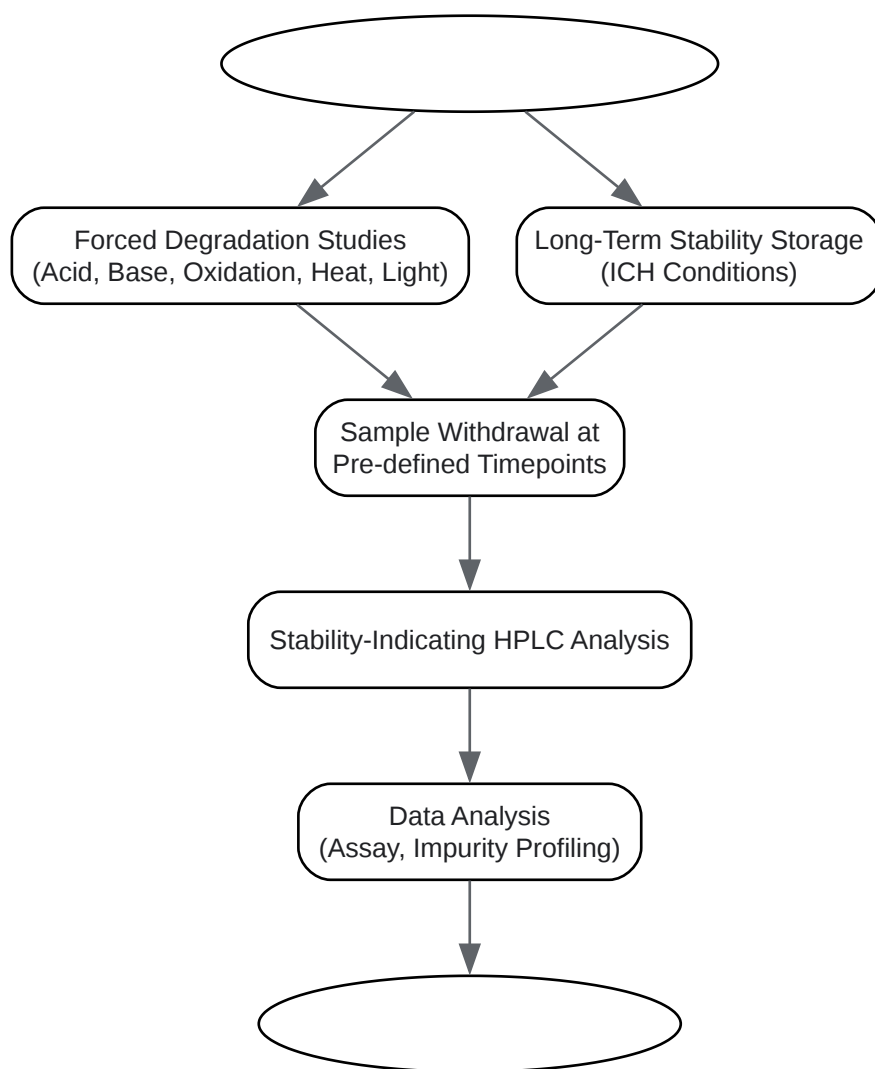 Forced Degradation Studies
(Acid, Base, Oxidation, Heat, Light)
Long-Term Stability Storage
(ICH Conditions)
Sample Withdrawal at
Pre-defined Timepoints
Stability-Indicating HPLC Analysis
Data Analysis
(Assay, Impurity Profiling)